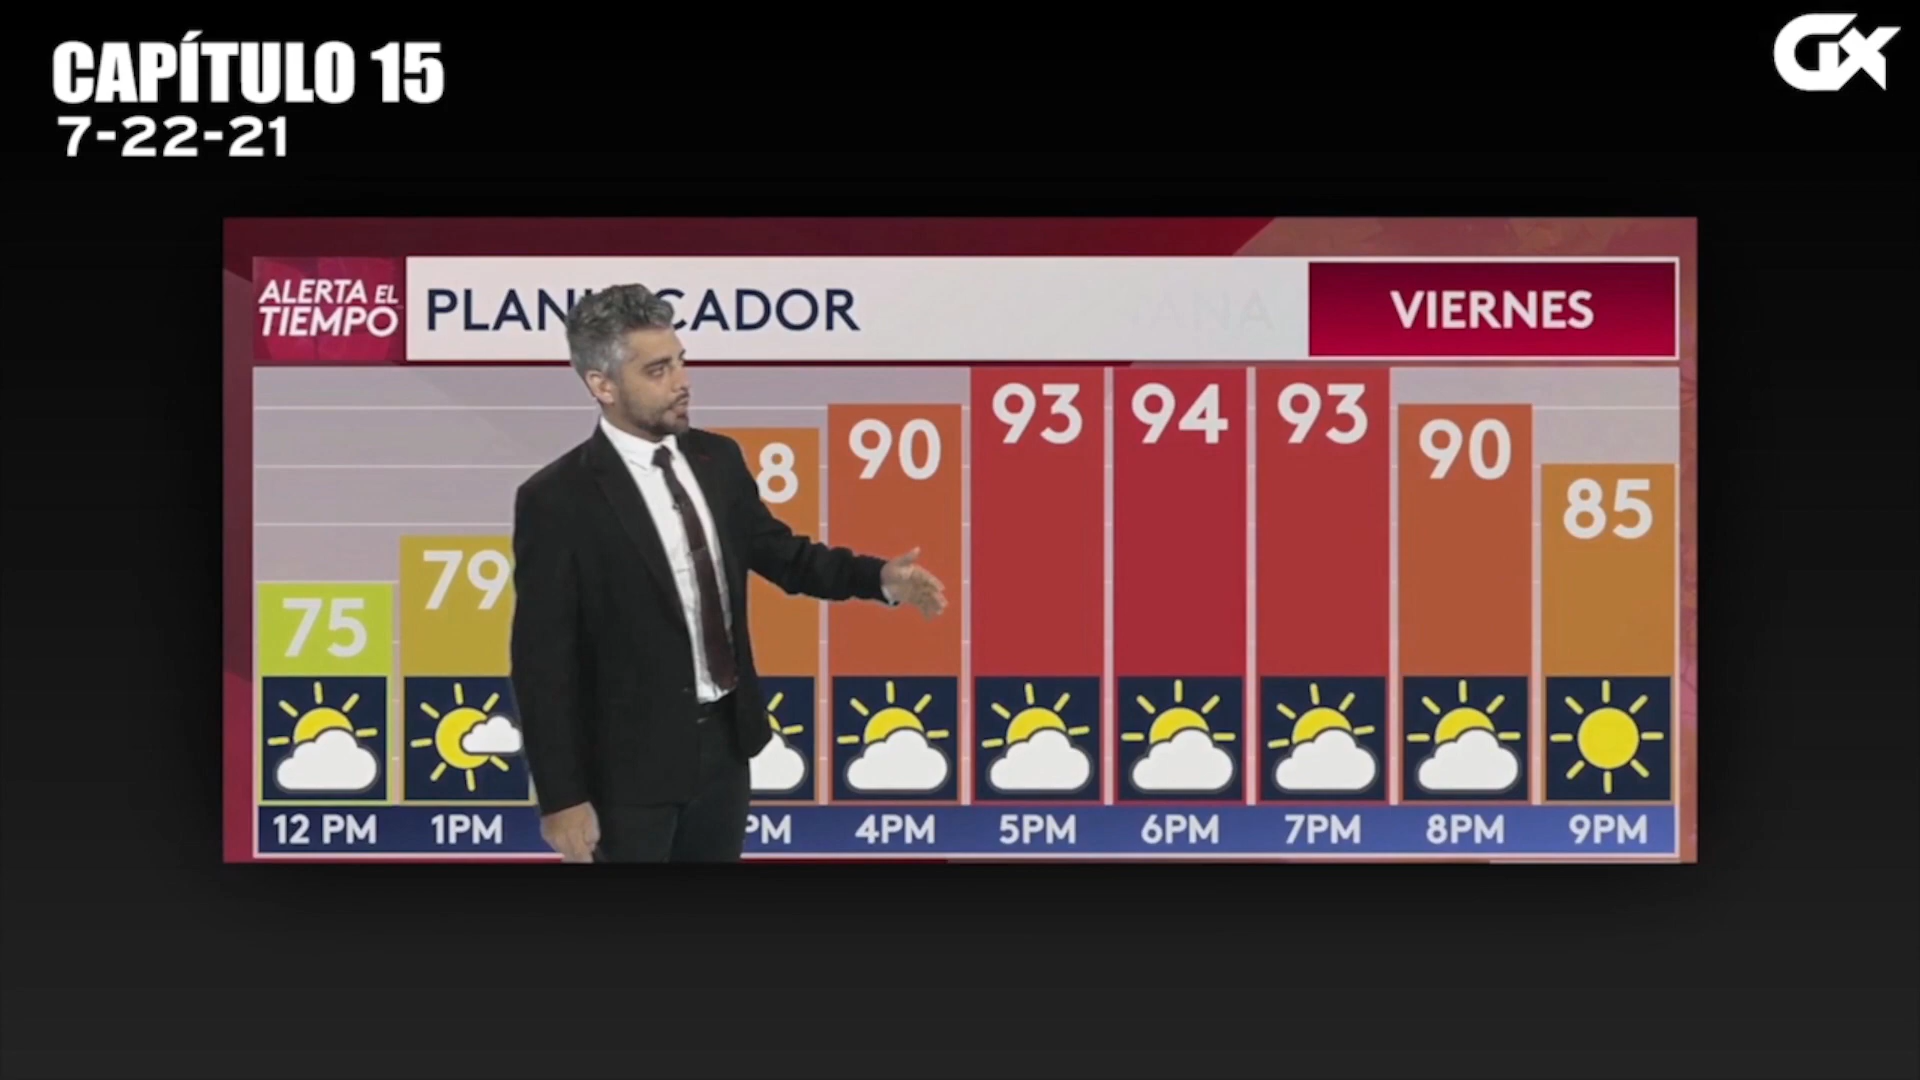 CAPÍTULO 15
7-22-21
GX
ALERTA EL
TIEMPO
VIERNES
75
79
90
93
94
93
90
85
12 PM
1PM
4PM
5PM
6PM
7PM
8PM
9PM